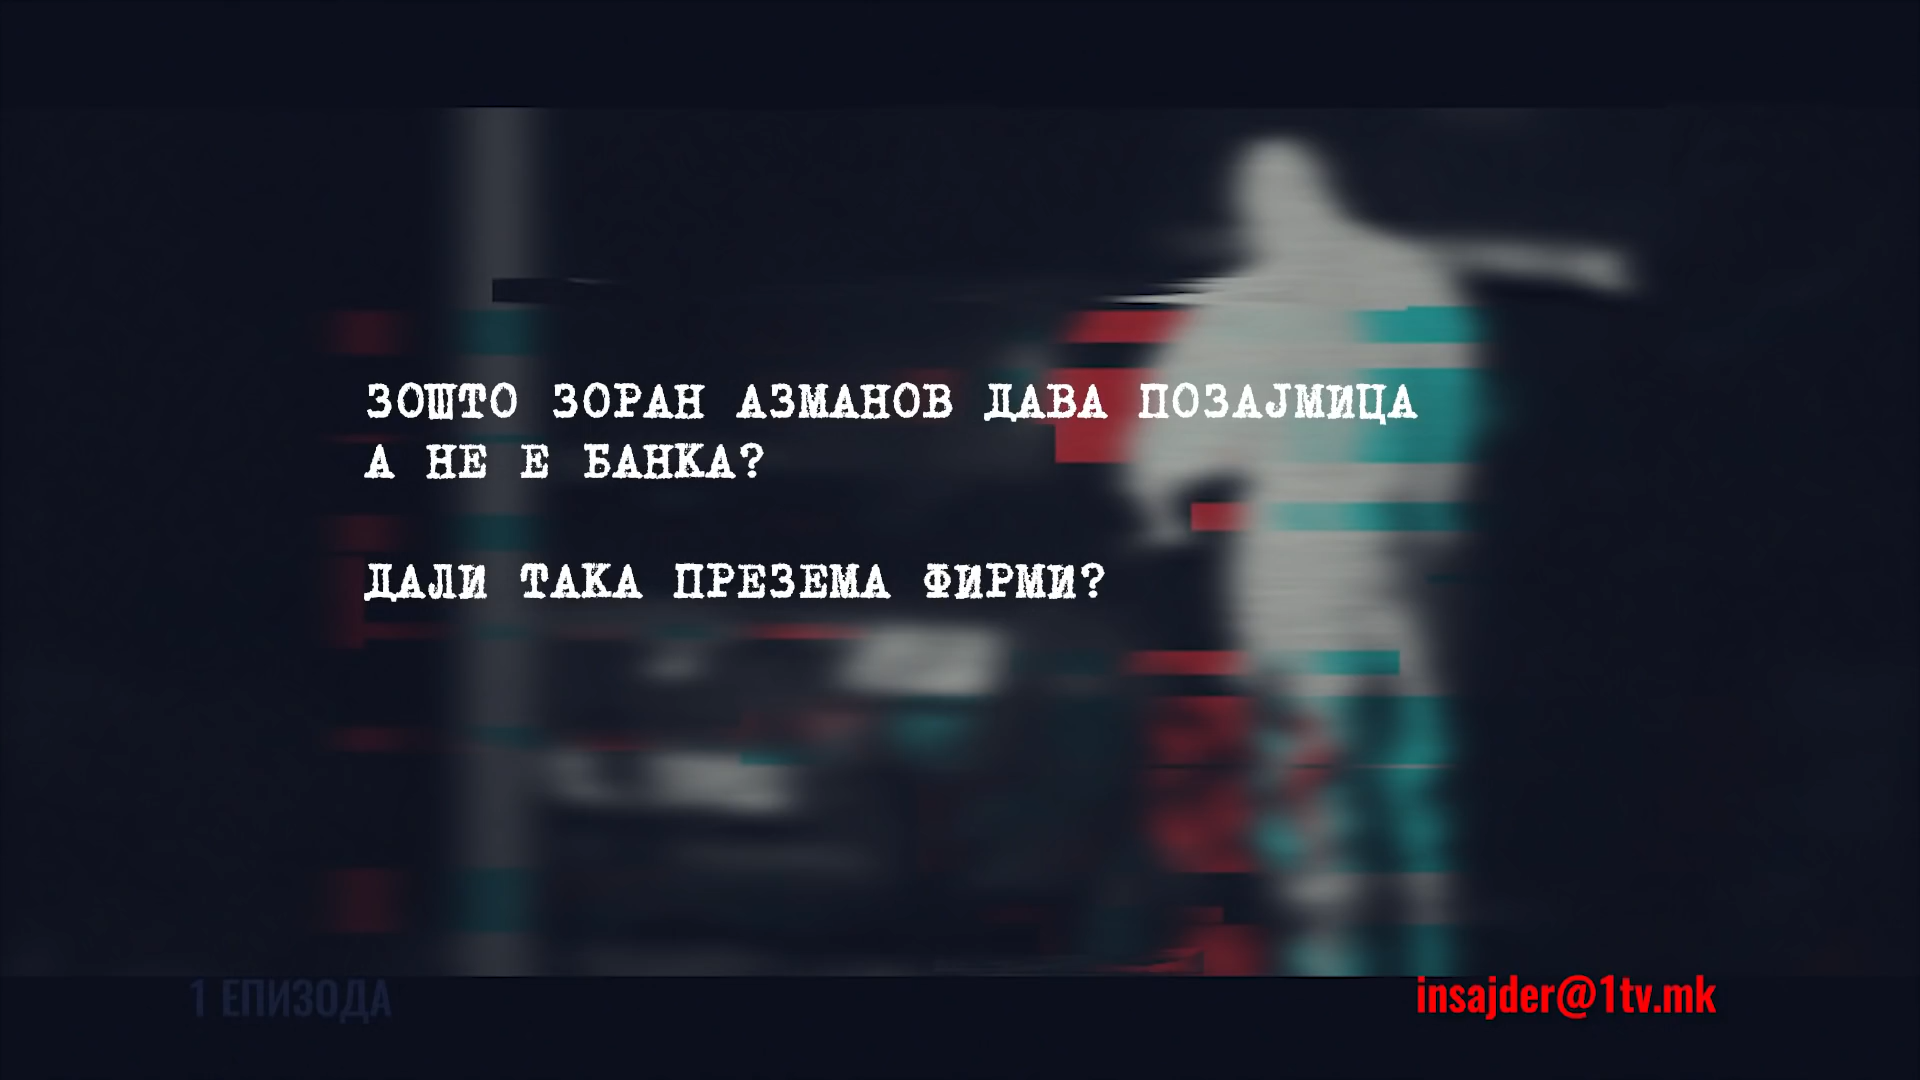 ЗОШТО ЗОРАН АЗМАНОВ ДАВА ПОЗАЈМИЦА
А НЕ Е БАНКА?
ДАЛИ ТАКА ПРЕЗЕМА ФИРМИ?
1 ЕПИЗОДА
insajder@1tv.mk